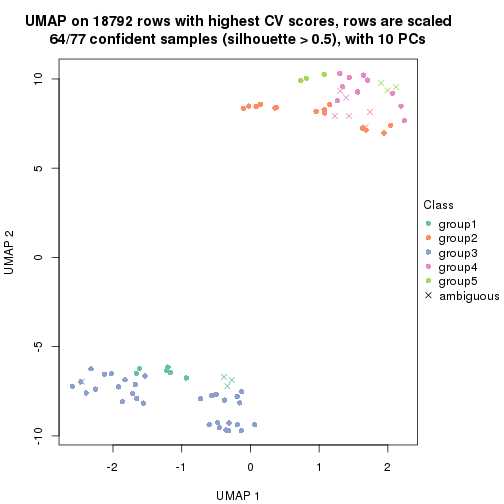 UMAP on 18792 rows with highest CV scores, rows are scaled
64/77 confident samples (silhouette > 0.5), with 10 PCs
10
5
0
-5
-10
UMAP 2
-2
-1
0
1
2
UMAP 1
Class
group1
group2
group3
group4
group5
ambiguous